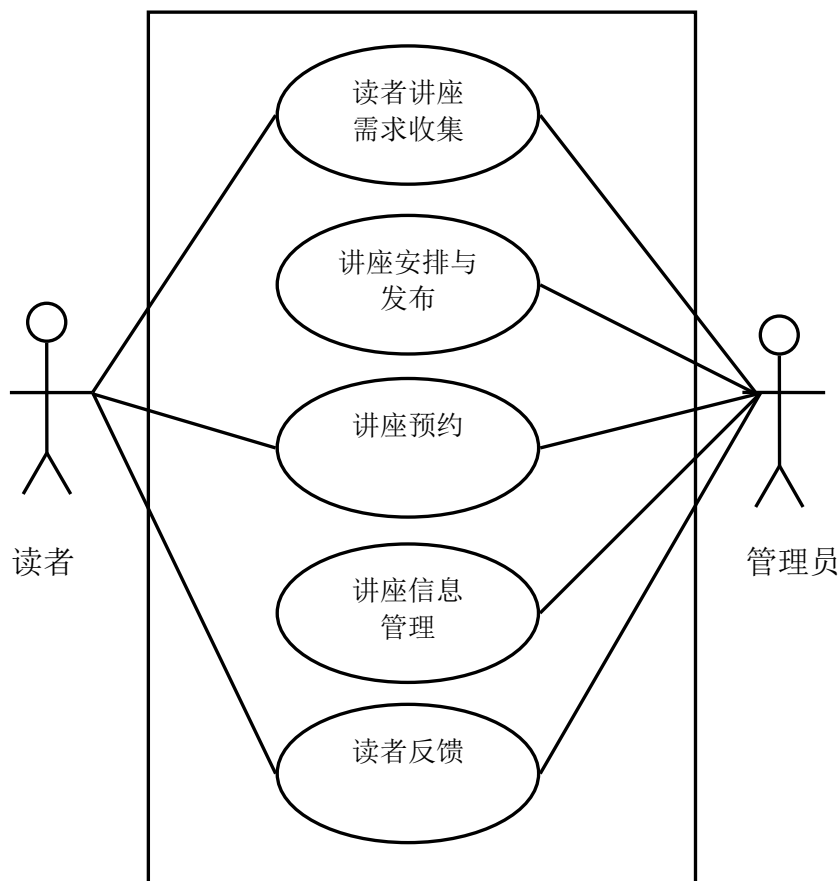 读者讲座
需求收集
讲座安排与
发布
讲座预约
读者
管理员
讲座信息
管理
读者反馈